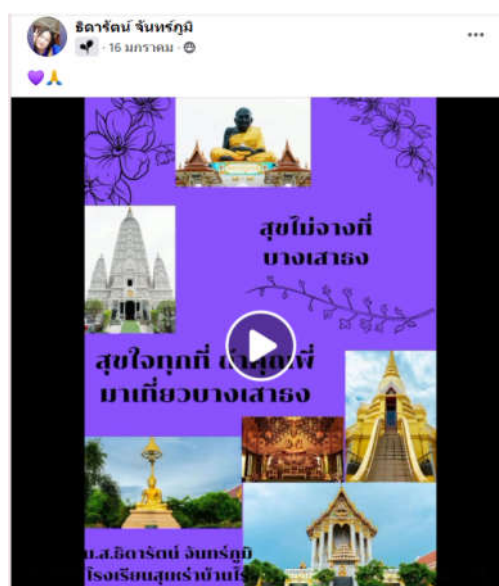 ธิดารัตน์ จันทร์ภูมิ
16 มกราคม
สุขไม่จางที่
บางเสาธง
สุขใจทุกที่
มาเที่ยวบางเสาธง
น.ส.ธิดารัตน์ จันทร์ภูมิ
โรงเรียนสุเหร่าบ้านไร่